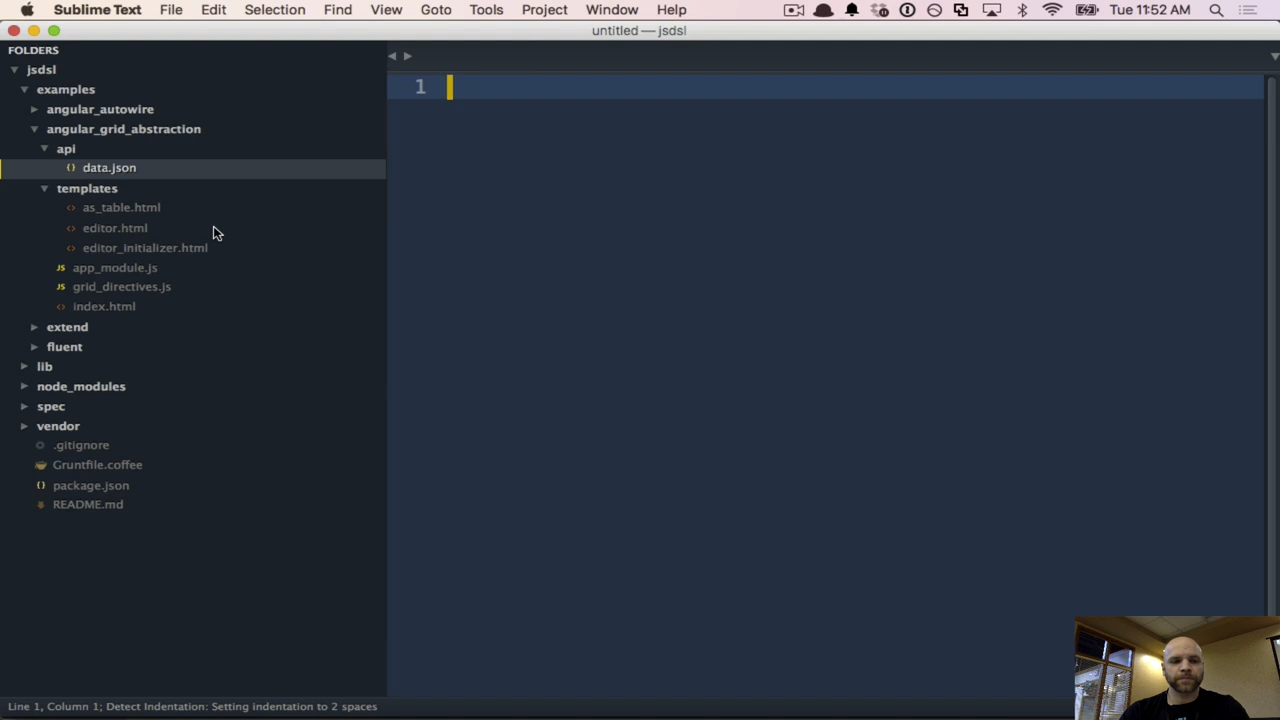 Sublime Text File Edit Selection Find View Goto Tools Project Window Help Tue 11:52 AM
untitled — jsdsl
FOLDERS
jsdsl
examples
angular_autowire
angular_grid_abstraction
api
data.json
templates
as_table.html
editor.html
editor_initializer.html
JS app_module.js
JS grid_directives.js
index.html
extend
fluent
lib
node_modules
spec
vendor
.gitignore
Gruntfile.coffee
package.json
README.md
1
Line 1, Column 1; Detect Indentation: Setting indentation to 2 spaces